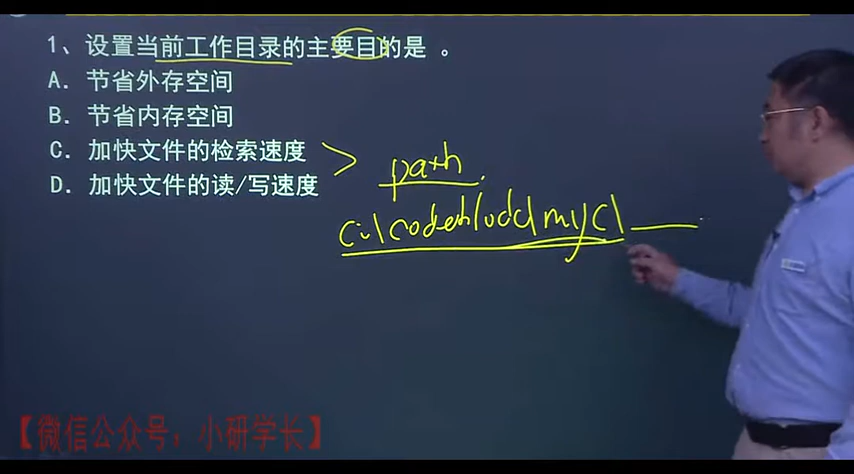 1、设置当前工作目录的主要目的是 。
A. 节省外存空间
B. 节省内存空间
C. 加快文件的检索速度
D. 加快文件的读/写速度
path
【微信公众号：小研学长】